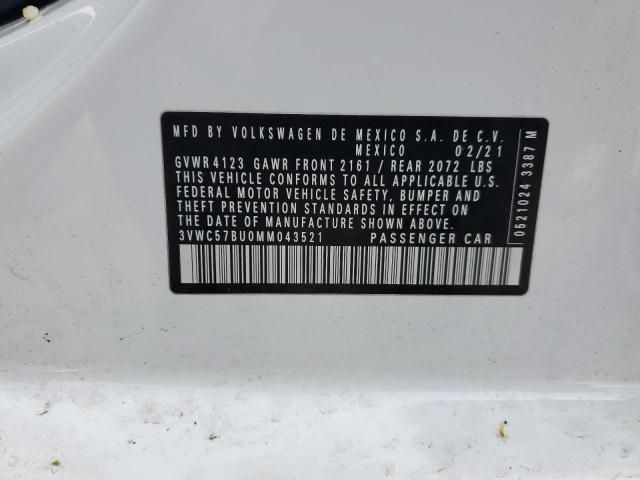 MFD BY VOLKSWAGEN DE MEXICO S.A. DE C.V.
MEXICO 02/21
GVWR 4123 GAWR FRONT 2161 / REAR 2072 LBS
THIS VEHICLE CONFORMS TO ALL APPLICABLE U.S.
FEDERAL MOTOR VEHICLE SAFETY, BUMPER AND
THEFT PREVENTION STANDARDS IN EFFECT ON
THE DATE OF MANUFACTURE SHOWN ABOVE.
3VWC57BU0MM043521 PASSENGER CAR
0521024 3387 M